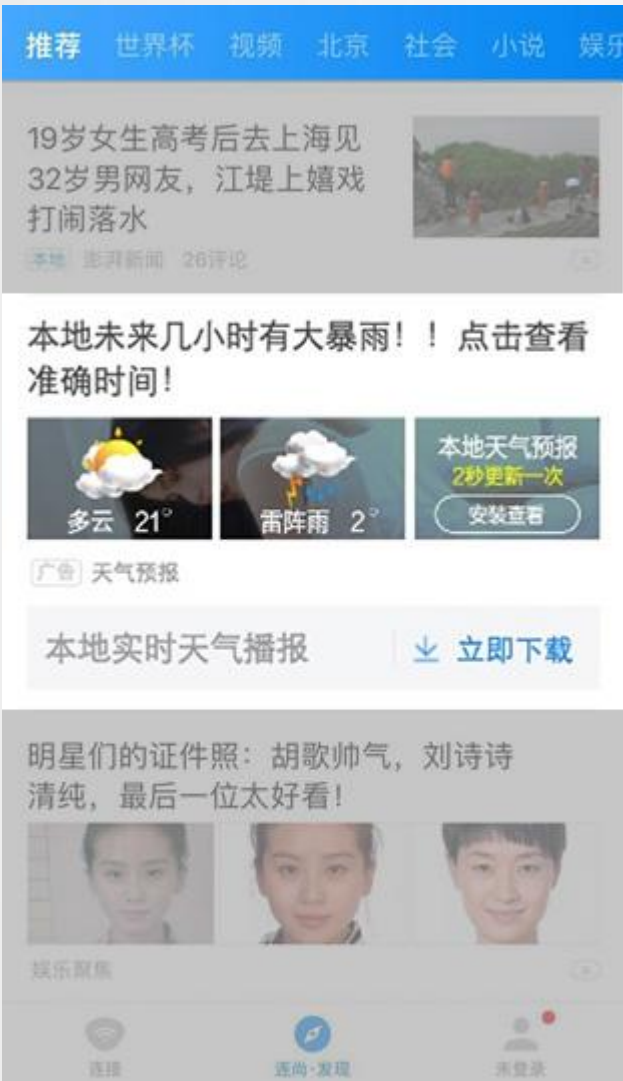 推荐 世界杯 视频 北京 社会 小说 娱乐
19岁女生高考后去上海见
32岁男网友，江堤上嬉戏
打闹落水
本地 澎湃新闻 26评论
本地未来几小时有大暴雨！！点击查看
准确时间！
多云 21°
雷阵雨 2°
本地天气预报
2秒更新一次
安装查看
广告 天气预报
本地实时天气播报 立即下载
明星们的证件照：胡歌帅气，刘诗诗
清纯，最后一位太好看！
娱乐聚焦
连接 连尚·发现 未登录